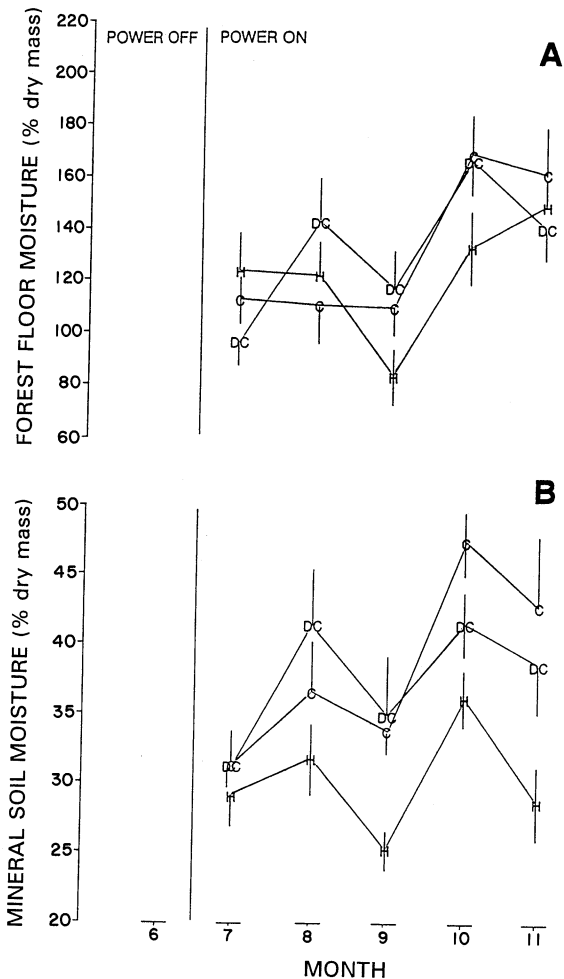 POWER OFF POWER ON
A
FOREST FLOOR MOISTURE (% dry mass)
220
200
180
160
140
120
100
80
60
H H H H H
C C C C C
DC DC DC DC DC
B
MINERAL SOIL MOISTURE (% dry mass)
50
45
40
35
30
25
20
DC DC DC DC DC
C C C C
H H H H H
6 7 8 9 10 11
MONTH